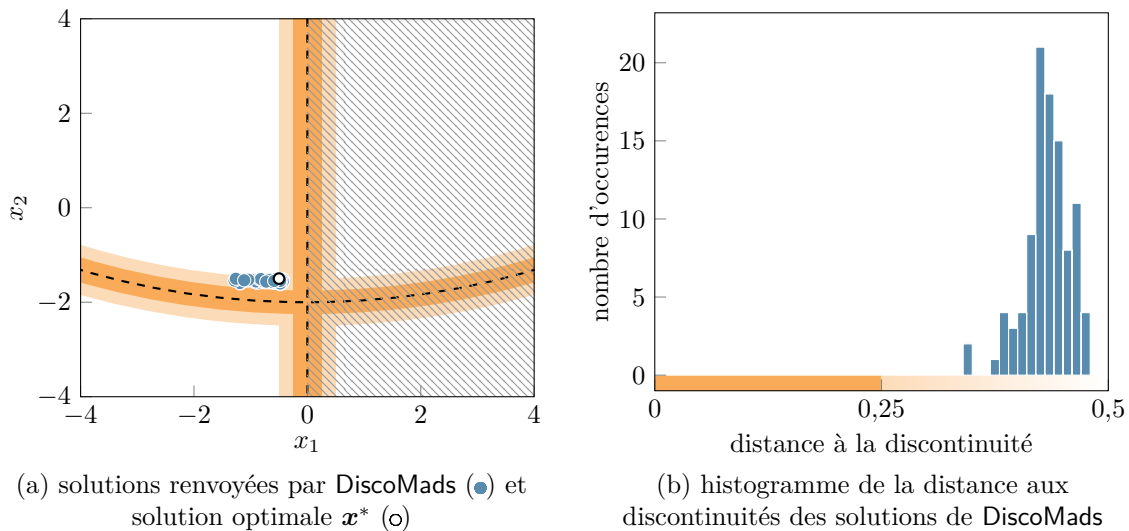 4
2
0
−2
−4
x₂
−4
−2
0
2
4
x₁
(a) solutions renvoyées par DiscoMads (●) et
solution optimale x* (○)
20
15
10
5
0
nombre d'occurences
0
0,25
0,5
distance à la discontinuité
(b) histogramme de la distance aux
discontinuités des solutions de DiscoMads